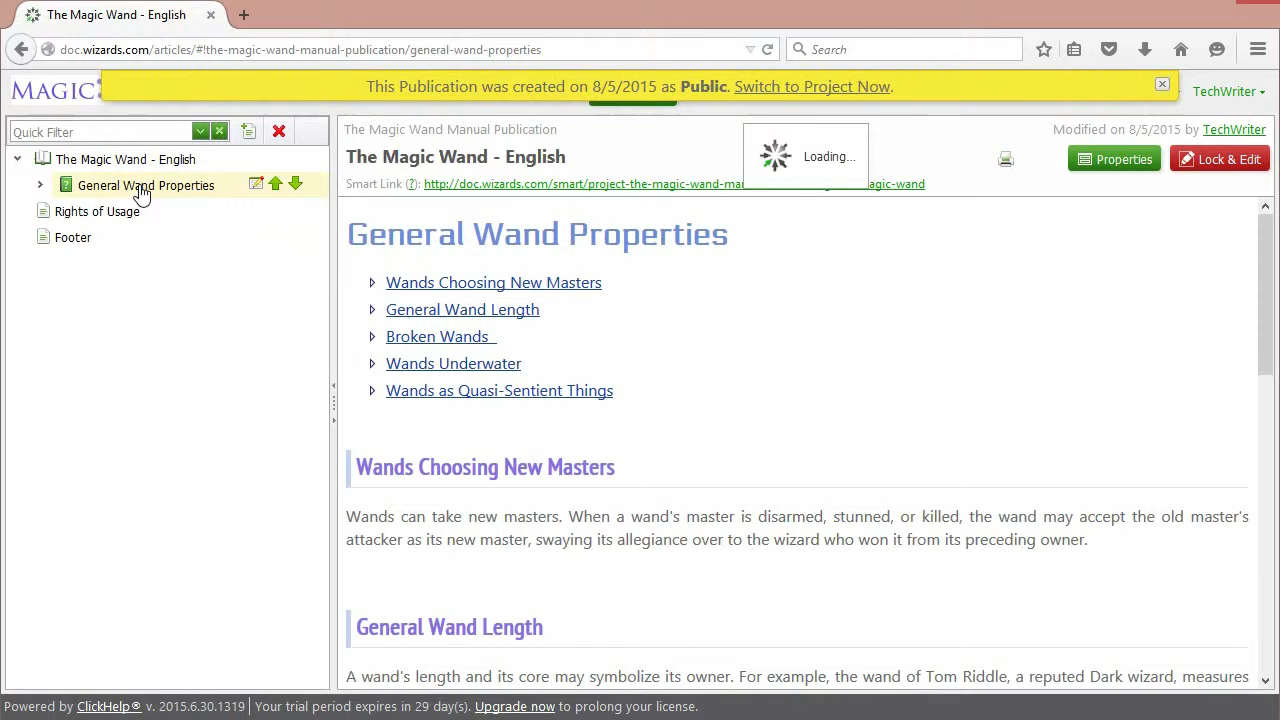 The Magic Wand - English
doc.wizards.com/articles/#!the-magic-wand-manual-publication/general-wand-properties
Search
MAGIC
This Publication was created on 8/5/2015 as Public. Switch to Project Now.
TechWriter
Quick Filter
The Magic Wand - English
General Wand Properties
Rights of Usage
Footer
The Magic Wand Manual Publication
Modified on 8/5/2015 by TechWriter
The Magic Wand - English
Loading...
Properties
Lock & Edit
Smart Link (?): http://doc.wizards.com/smart/project-the-magic-wand-ma agic-wand
General Wand Properties
Wands Choosing New Masters
General Wand Length
Broken Wands
Wands Underwater
Wands as Quasi-Sentient Things
Wands Choosing New Masters
Wands can take new masters. When a wand's master is disarmed, stunned, or killed, the wand may accept the old master's
attacker as its new master, swaying its allegiance over to the wizard who won it from its preceding owner.
General Wand Length
A wand's length and its core may symbolize its owner. For example, the wand of Tom Riddle, a reputed Dark wizard, measures
Powered by ClickHelp® v. 2015.6.30.1319 Your trial period expires in 29 day(s). Upgrade now to prolong your license.